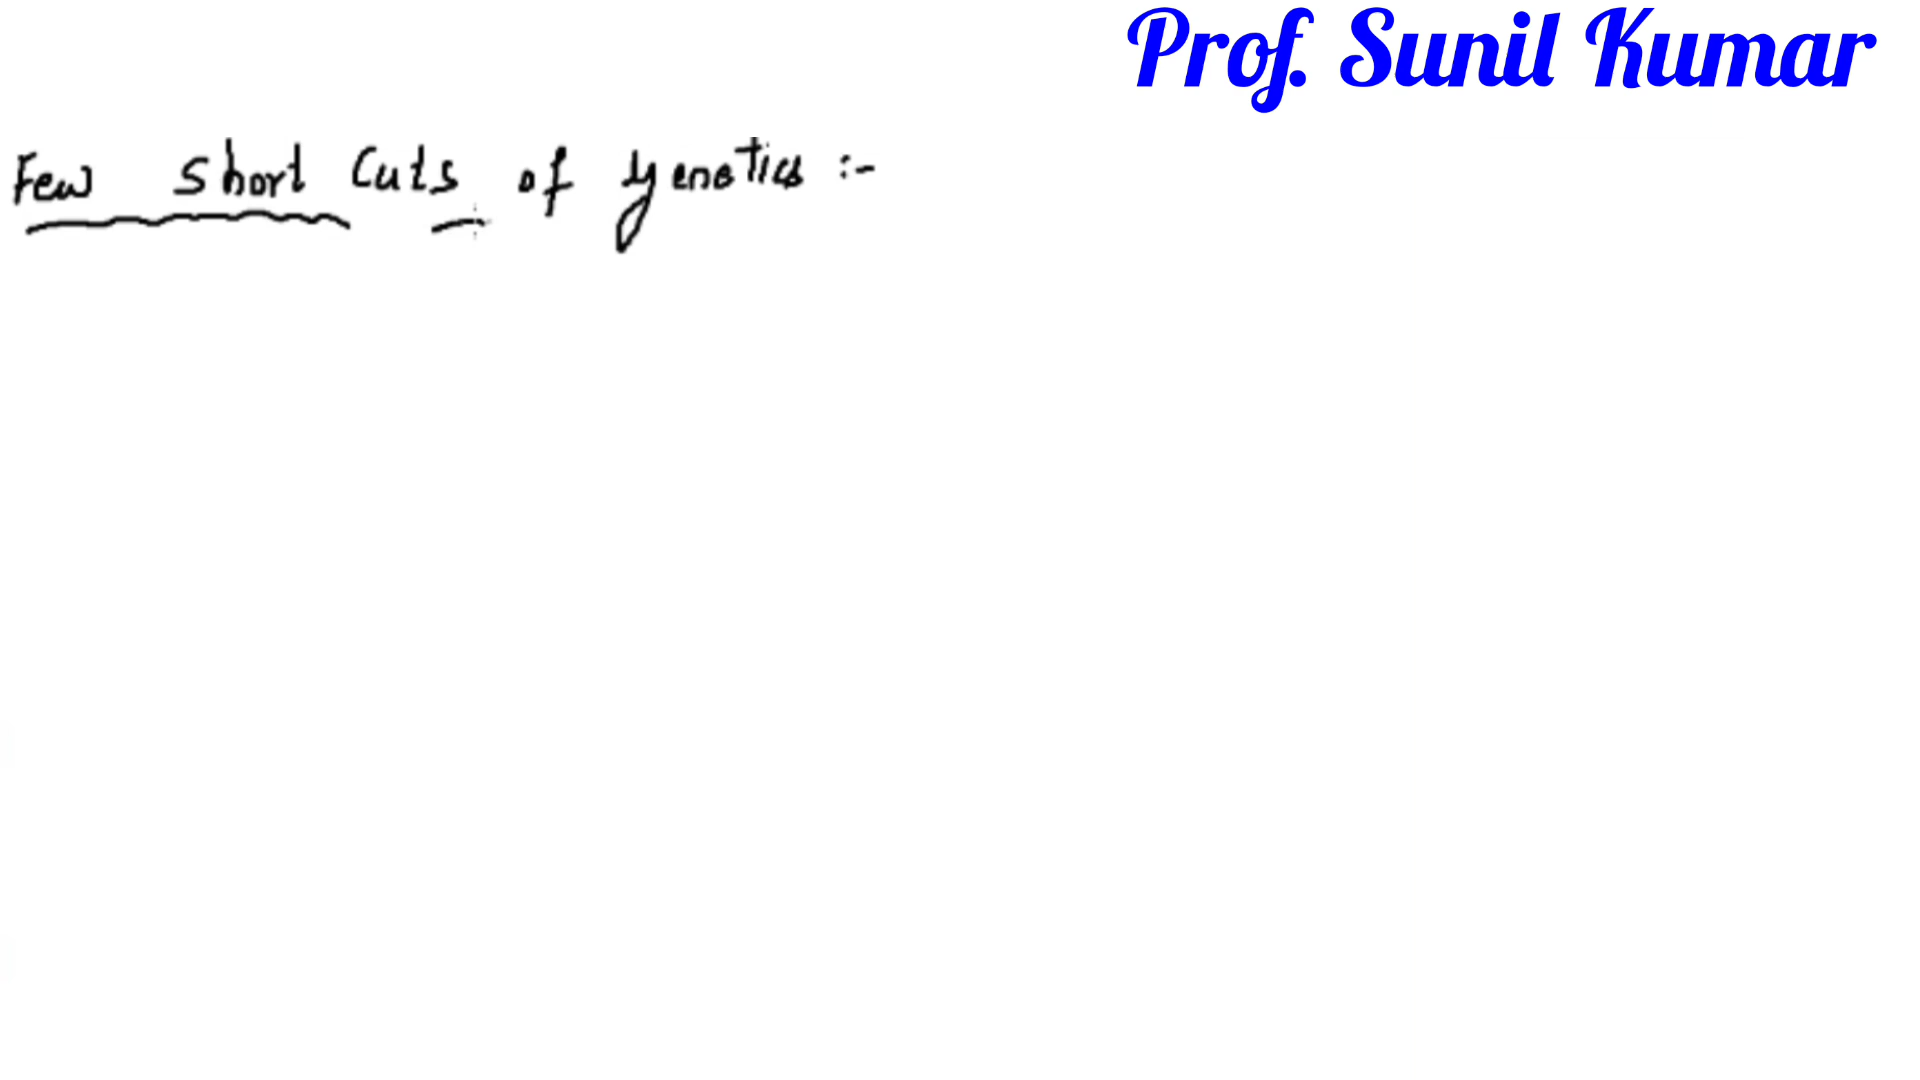 Prof. Sunil Kumar
Few short cuts of genetics :-